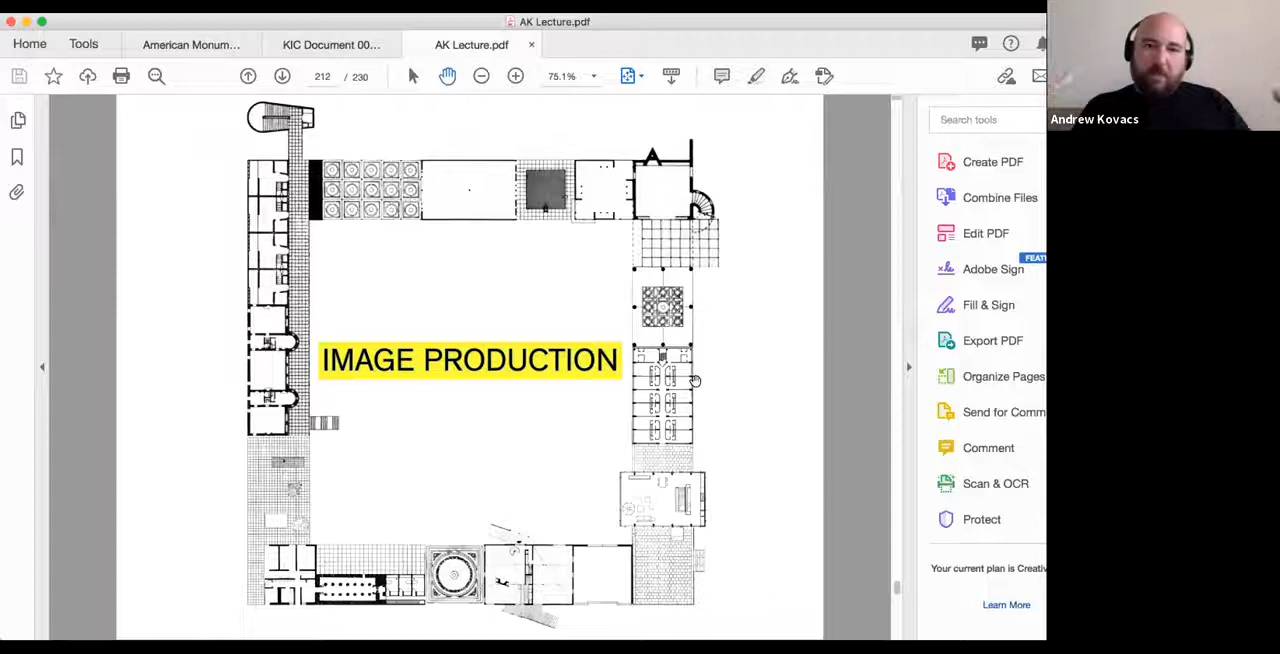 AK Lecture.pdf
Home
Tools
American Monum...
KIC Document 00...
AK Lecture.pdf
212 / 230
75.1%
Andrew Kovacs
Search tools
Create PDF
Combine Files
Edit PDF
Adobe Sign
Fill & Sign
Export PDF
Organize Pages
Send for Comm
Comment
Scan & OCR
Protect
Your current plan is Creativ
Learn More
A
IMAGE PRODUCTION